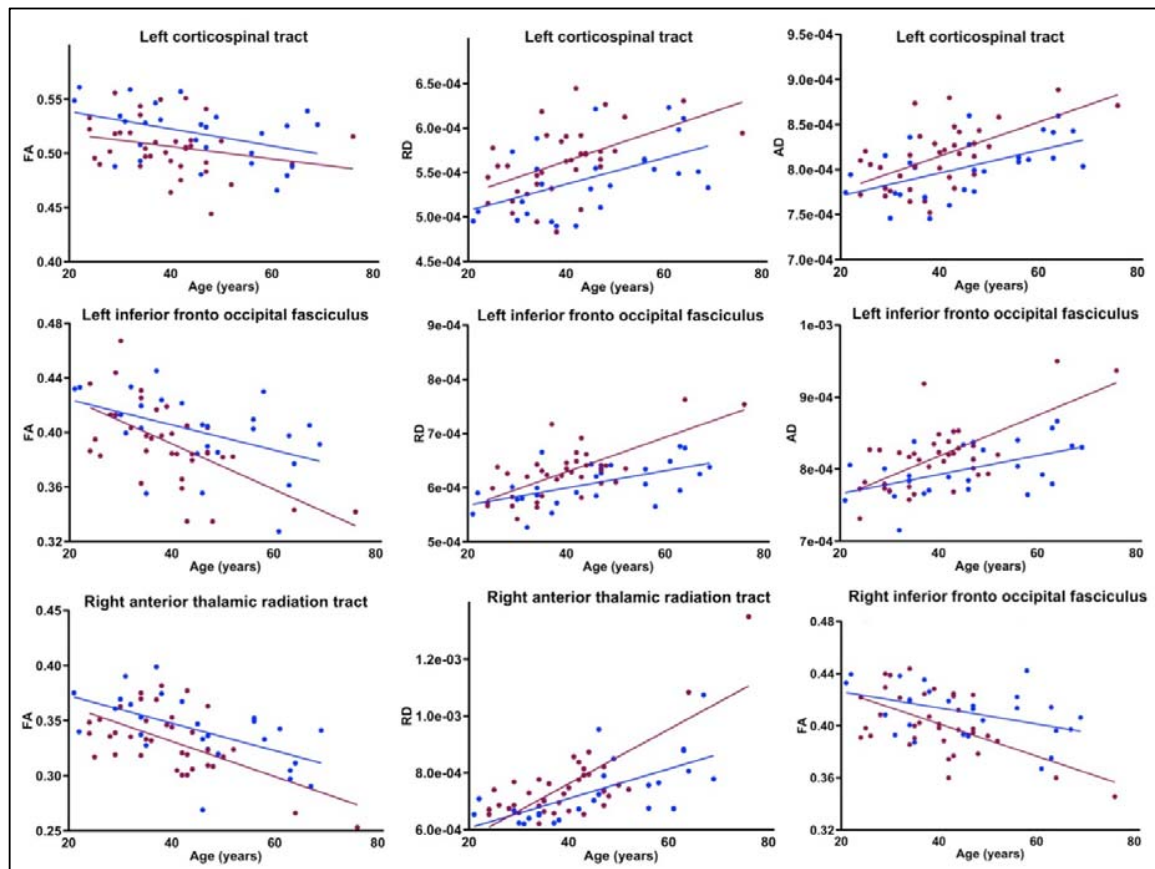 Left corticospinal tract
FA
0.55
0.50
0.45
0.40
20 40 60 80
Age (years)
Left corticospinal tract
RD
6.5e-04
6.0e-04
5.5e-04
5.0e-04
4.5e-04
20 40 60 80
Age (years)
Left corticospinal tract
AD
9.5e-04
9.0e-04
8.5e-04
8.0e-04
7.5e-04
7.0e-04
20 40 60 80
Age (years)
Left inferior fronto occipital fasciculus
FA
0.48
0.44
0.40
0.36
0.32
20 40 60 80
Age (years)
Left inferior fronto occipital fasciculus
RD
9e-04
8e-04
7e-04
6e-04
5e-04
20 40 60 80
Age (years)
Left inferior fronto occipital fasciculus
AD
1e-03
9e-04
8e-04
7e-04
20 40 60 80
Age (years)
Right anterior thalamic radiation tract
FA
0.45
0.40
0.35
0.30
0.25
20 40 60 80
Age (years)
Right anterior thalamic radiation tract
RD
1.2e-03
1.0e-03
8.0e-04
6.0e-04
20 40 60 80
Age (years)
Right inferior fronto occipital fasciculus
FA
0.48
0.44
0.40
0.36
0.32
20 40 60 80
Age (years)